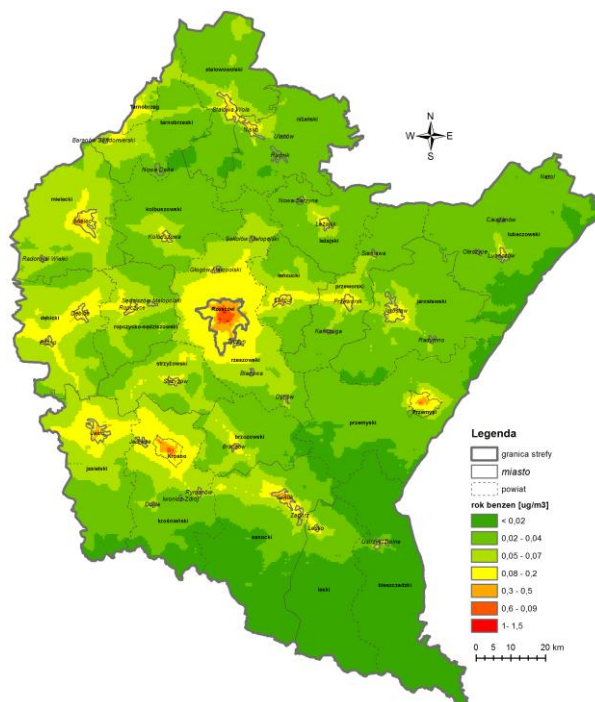 stalowowolski
Tarnobrzeg
Stalowa Wola
Nisko
niżański
tarnobrzeski
Ulanów
Rudnik
N
W E
S
Nowa Dęba
mielecki
Mielec
kolbuszowski
Kolbuszowa
Nowa Sarzyna
Leżajsk
leżajski
Narol
Cieszanów
lubaczowski
Oleszyce
Lubaczów
Radomyśl Wielki
Sokołów Małopolski
Głogów Małopolski
Sieniawa
łańcucki
przeworski
Przeworsk
Łańcut
Rzeszów
dębicki
Dębica
Ropczyce
ropczycko-sędziszowski
Pilzno
jarosławski
Jarosław
Kańczuga
Radymno
rzeszowski
strzyżowski
Strzyżów
Błażowa
Dynów
przemyski
Przemyśl
Jasło
Jedlicze
Krosno
brzozowski
Brzozów
jasielski
Rymanów
Iwonicz-Zdrój
Dukla
krośnieński
Sanok
Zagórz
Lesko
Ustrzyki Dolne
sanocki
leski
bieszczadzki
Legenda
granica strefy
miasto
powiat
rok benzen [ug/m3]
< 0,02
0,02 - 0,04
0,05 - 0,07
0,08 - 0,2
0,3 - 0,5
0,6 - 0,09
1- 1,5
0 5 10 20 km